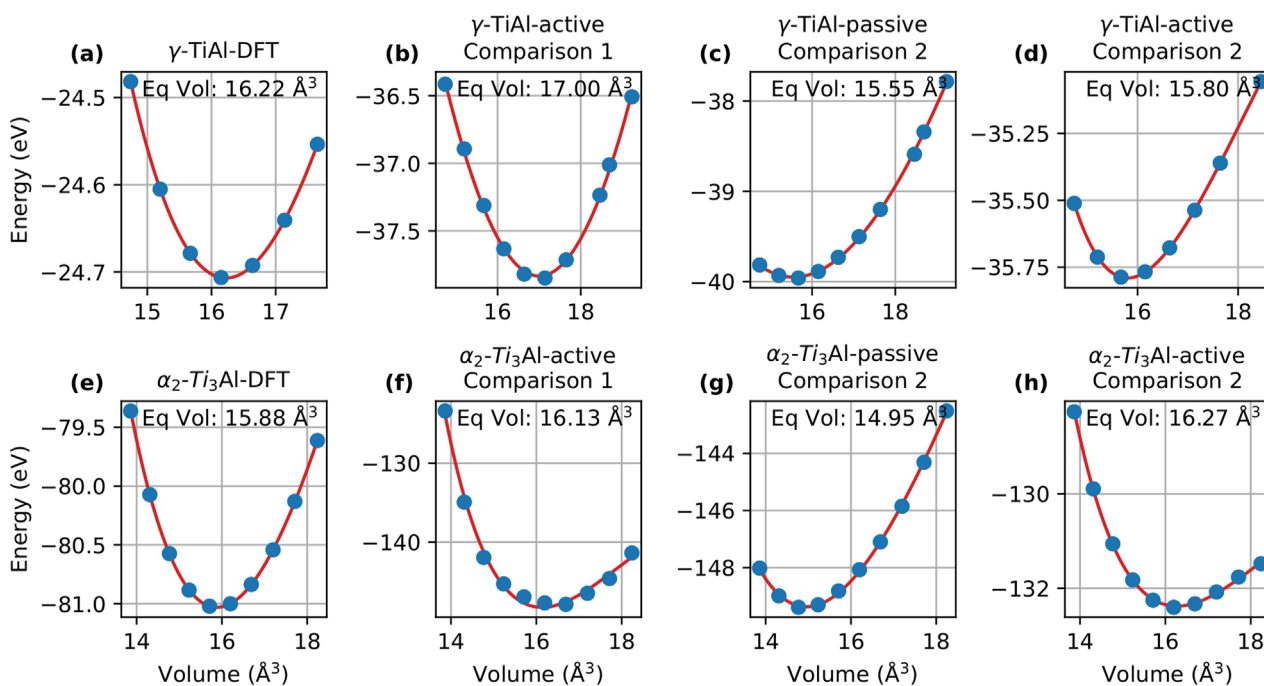 (a)
γ-TiAl-DFT
Eq Vol: 16.22 Å³
Energy (eV)
−24.5
−24.6
−24.7
15
16
17
(b)
γ-TiAl-active
Comparison 1
Eq Vol: 17.00 Å³
−36.5
−37.0
−37.5
16
18
(c)
γ-TiAl-passive
Comparison 2
Eq Vol: 15.55 Å³
−38
−39
−40
16
18
(d)
γ-TiAl-active
Comparison 2
Eq Vol: 15.80 Å³
−35.25
−35.50
−35.75
16
18
(e)
α₂-Ti₃Al-DFT
Eq Vol: 15.88 Å³
Energy (eV)
−79.5
−80.0
−80.5
−81.0
14
16
18
Volume (Å³)
(f)
α₂-Ti₃Al-active
Comparison 1
Eq Vol: 16.13 Å³
−130
−140
14
16
18
Volume (Å³)
(g)
α₂-Ti₃Al-passive
Comparison 2
Eq Vol: 14.95 Å³
−144
−146
−148
14
16
18
Volume (Å³)
(h)
α₂-Ti₃Al-active
Comparison 2
Eq Vol: 16.27 Å³
−130
−132
14
16
18
Volume (Å³)